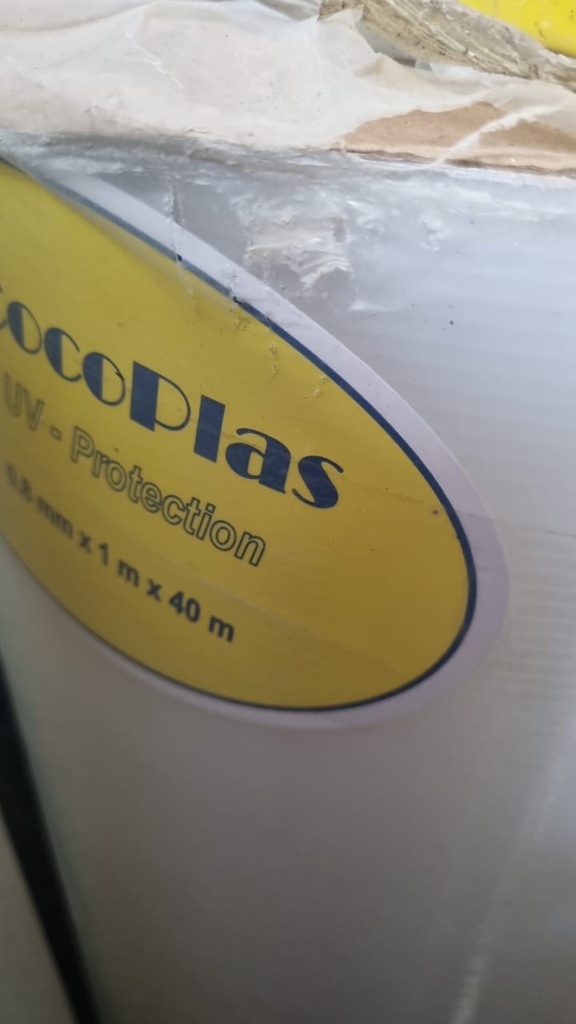 CocoPlas
UV - Protection
0.8 mm x 1 m x 40 m